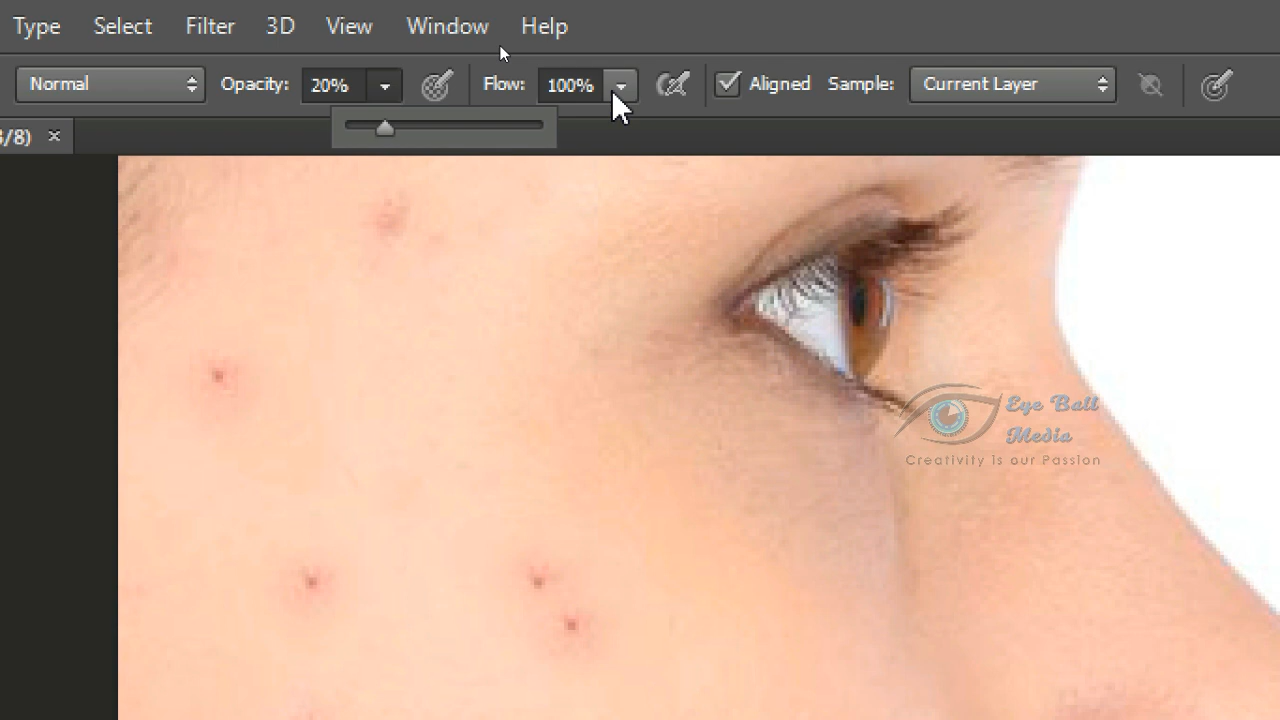 Type Select Filter 3D View Window Help
Normal Opacity: 20% Flow: 100% Aligned Sample: Current Layer
/8) ×
Eye Ball
Media
Creativity is our Passion